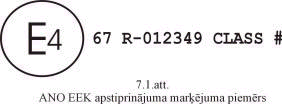 E4 67 R-012349 CLASS #
7.1.att.
ANO EEK apstiprinājuma marķējuma piemērs